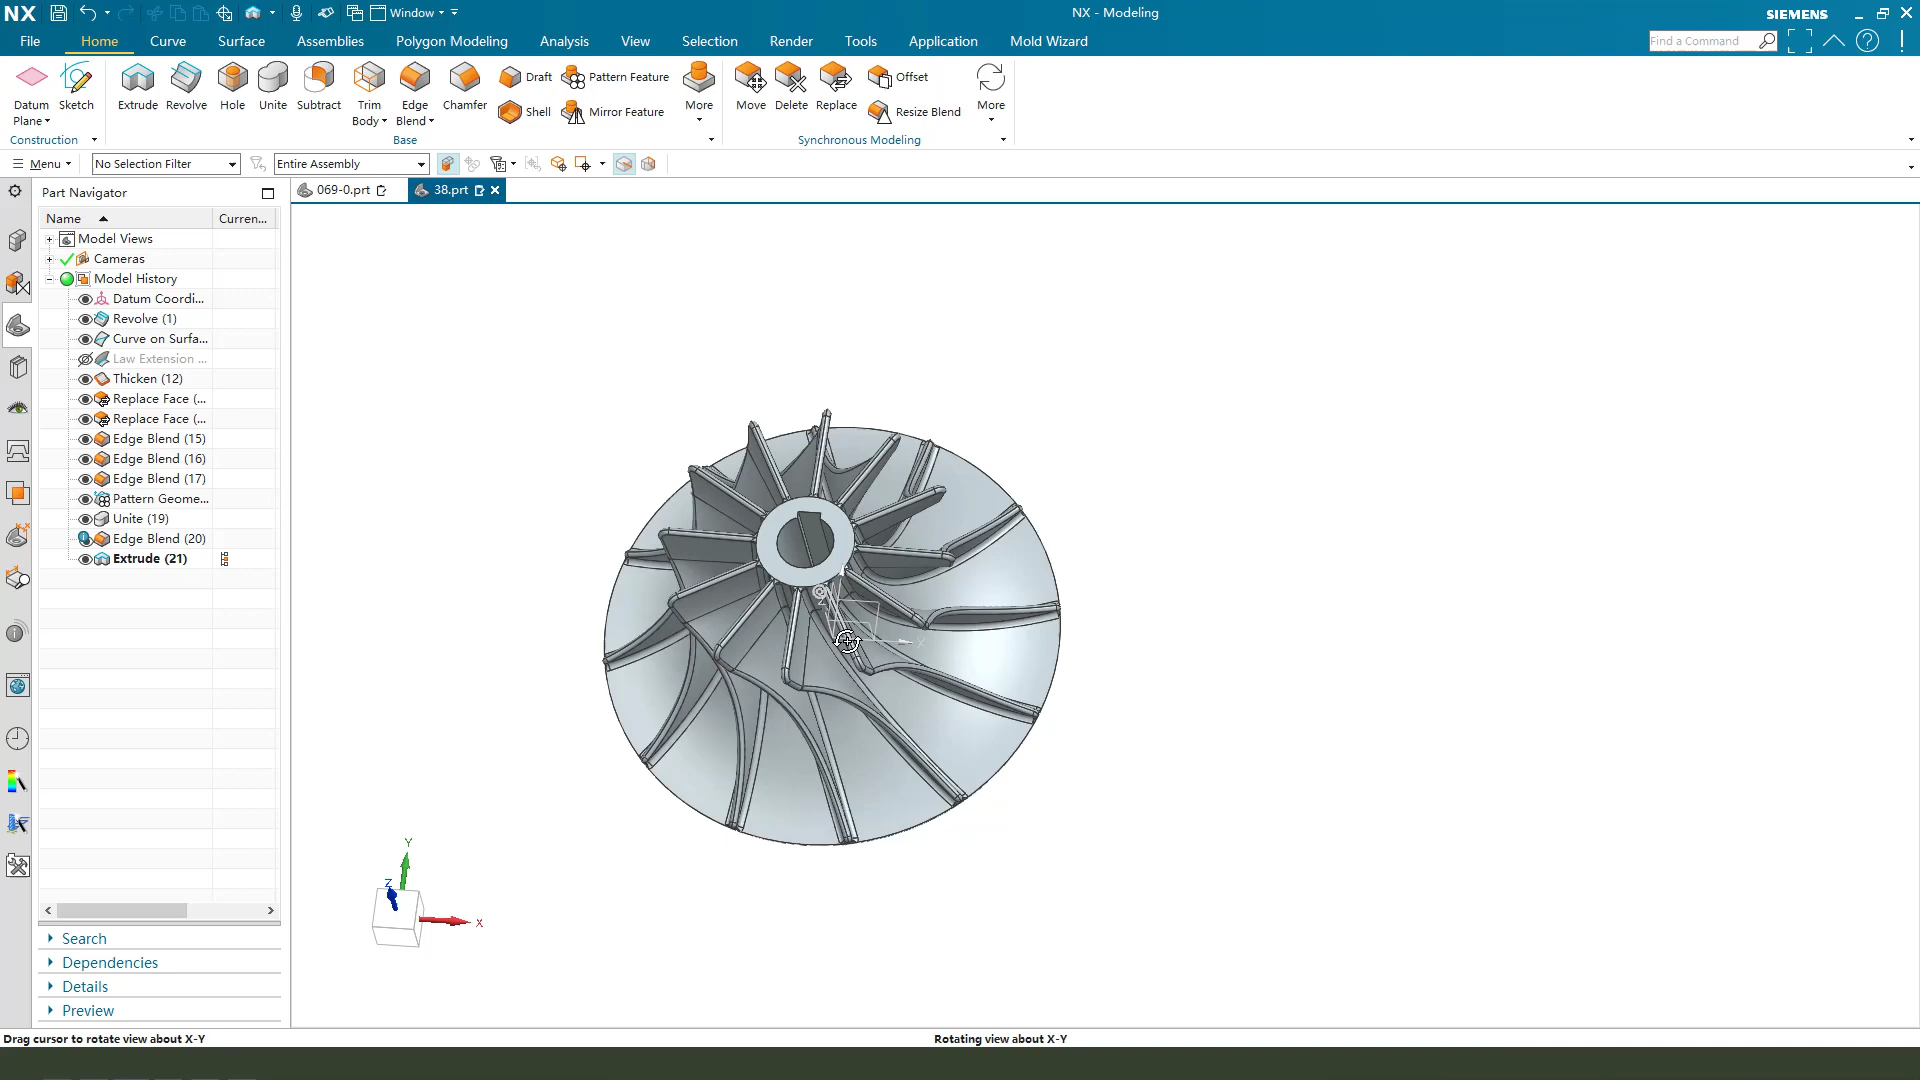 NX
Window
NX - Modeling
SIEMENS
File
Home
Curve
Surface
Assemblies
Polygon Modeling
Analysis
View
Selection
Render
Tools
Application
Mold Wizard
Find a Command
Datum
Plane
Sketch
Extrude
Revolve
Hole
Unite
Subtract
Trim
Body
Edge
Blend
Chamfer
Draft
Shell
Pattern Feature
Mirror Feature
More
Move
Delete
Replace
Offset
Resize Blend
More
Construction
Base
Synchronous Modeling
Menu
No Selection Filter
Entire Assembly
Part Navigator
069-0.prt
38.prt
Name
Curren...
Model Views
Cameras
Model History
Datum Coordi...
Revolve (1)
Curve on Surfa...
Law Extension ...
Thicken (12)
Replace Face (...
Replace Face (...
Edge Blend (15)
Edge Blend (16)
Edge Blend (17)
Pattern Geome...
Unite (19)
Edge Blend (20)
Extrude (21)
Z
X
Y
Z
X
Search
Dependencies
Details
Preview
Drag cursor to rotate view about X-Y
Rotating view about X-Y